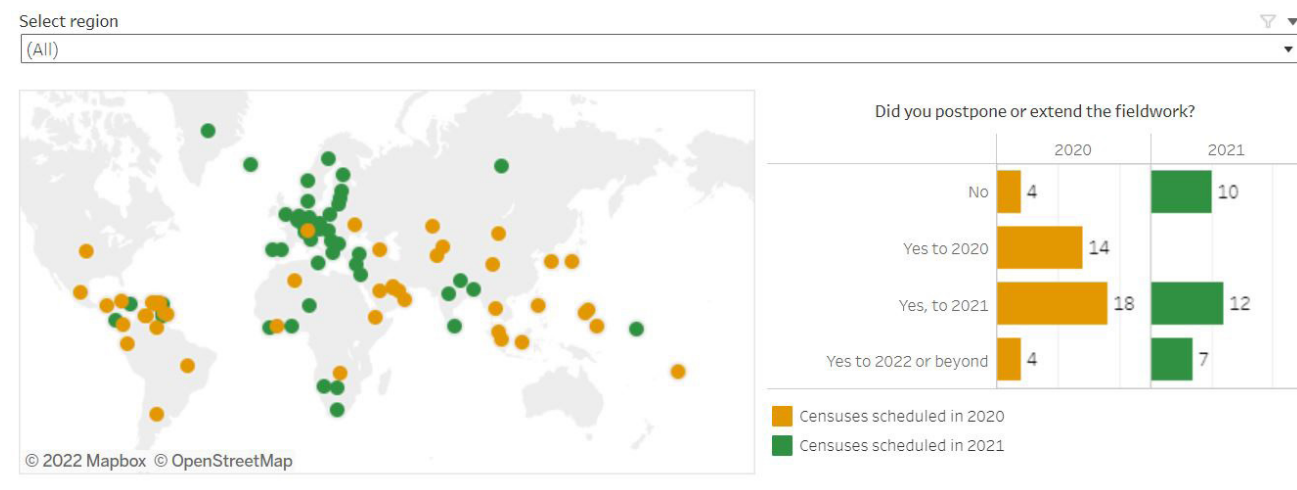 Select region
(All)
Did you postpone or extend the fieldwork?
2020 2021
No 4 10
Yes to 2020 14
Yes, to 2021 18 12
Yes to 2022 or beyond 4 7
Censuses scheduled in 2020
Censuses scheduled in 2021
© 2022 Mapbox © OpenStreetMap